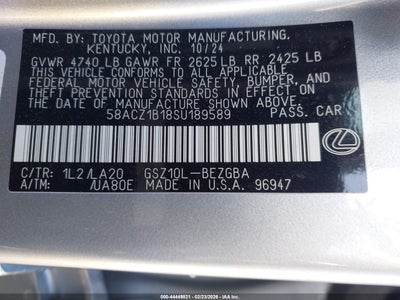 MFD. BY: TOYOTA MOTOR MANUFACTURING.
KENTUCKY, INC. 10/24
GVWR 4740 LB GAWR FR 2625 LB RR 2425 LB
THIS VEHICLE CONFORMS TO ALL APPLICABLE
FEDERAL MOTOR VEHICLE SAFETY, BUMPER, AND
THEFT PREVENTION STANDARDS IN EFFECT ON
THE DATE OF MANUFACTURE SHOWN ABOVE.
58ACZ1B18SU189589 PASS. CAR
C/TR: 1L2 /LA20 GSZ10L-BEZGBA
A/TM: /UA80E MADE IN U.S.A. 96947
000-44449521 - 02/23/2026 - IAA, Inc.